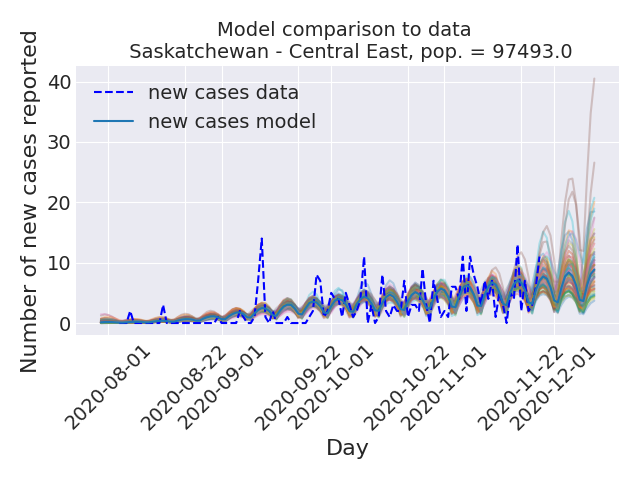 Model comparison to data
Saskatchewan - Central East, pop. = 97493.0
Number of new cases reported
40
30
20
10
0
new cases data
new cases model
2020-08-01
2020-08-22
2020-09-01
2020-09-22
2020-10-01
2020-10-22
2020-11-01
2020-11-22
2020-12-01
Day